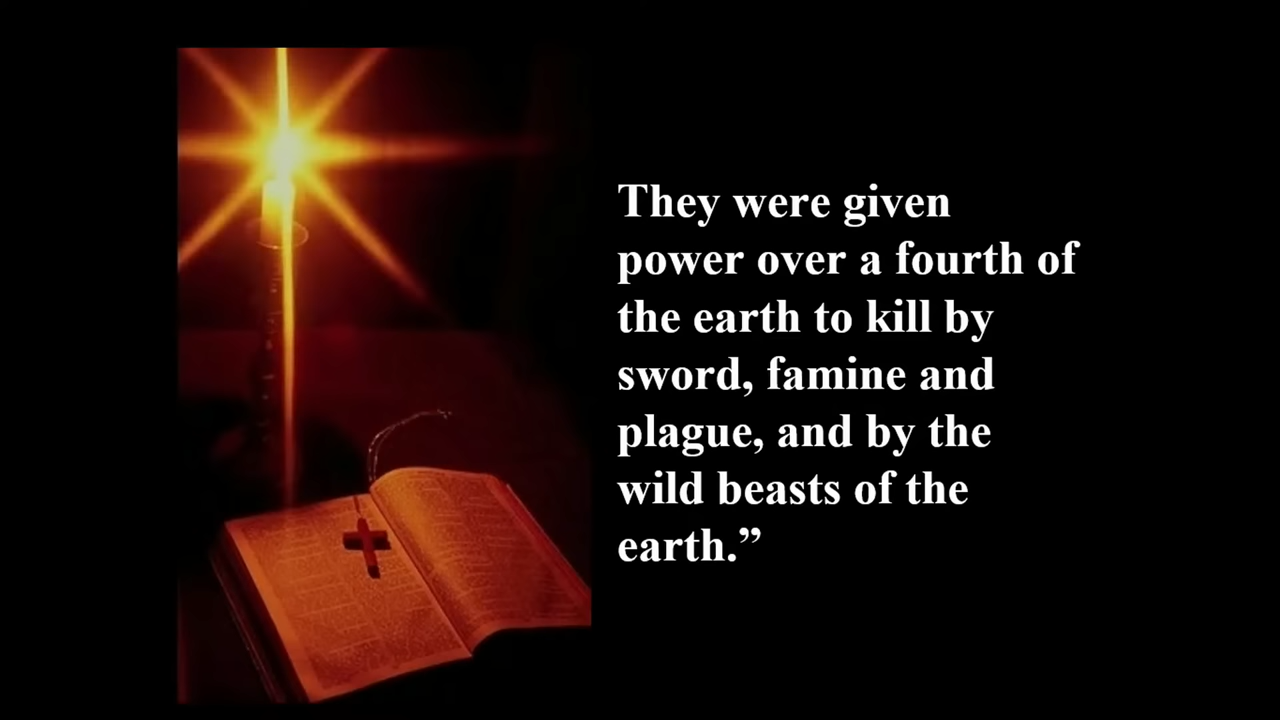 They were given
power over a fourth of
the earth to kill by
sword, famine and
plague, and by the
wild beasts of the
earth.”